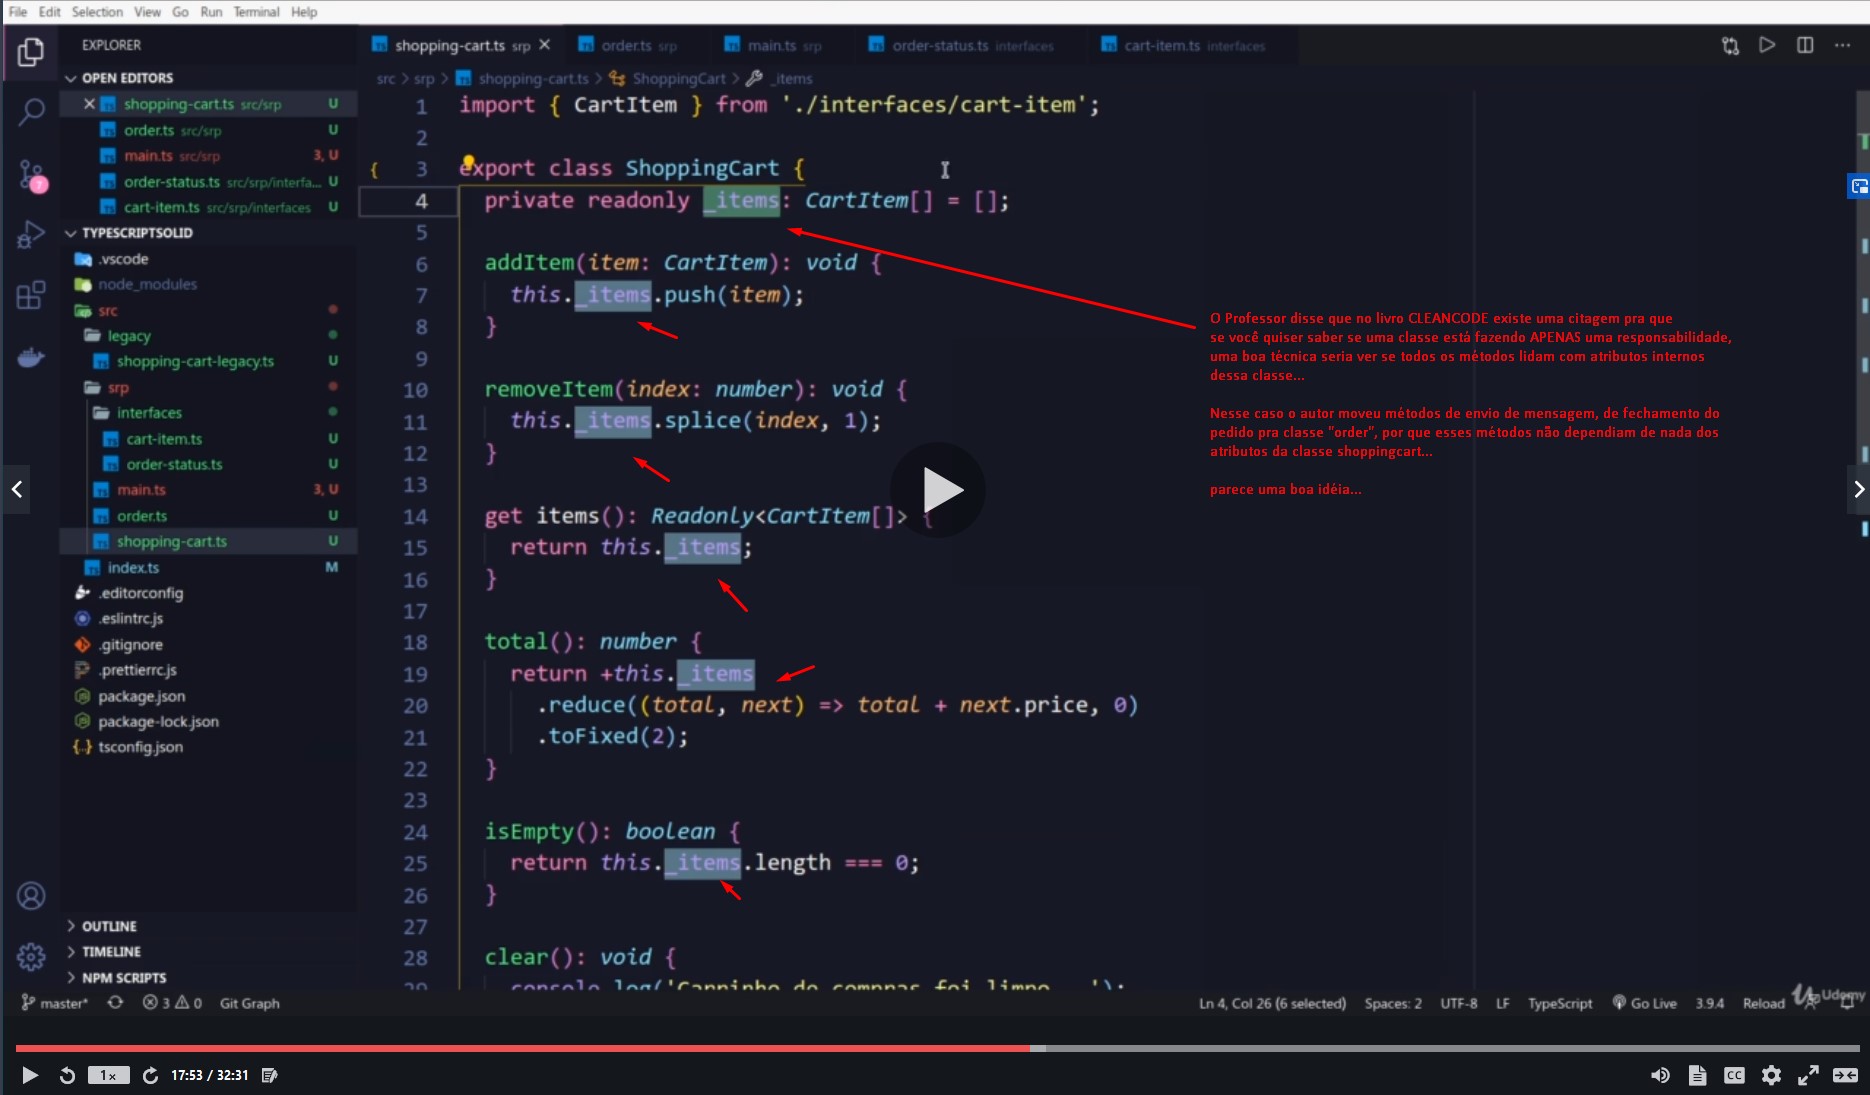 File Edit Selection View Go Run Terminal Help
EXPLORER
shopping-cart.ts srp
order.ts srp
main.ts srp
order-status.ts interfaces
cart-item.ts interfaces
OPEN EDITORS
src > srp > shopping-cart.ts > ShoppingCart > _items
shopping-cart.ts src/srp U
order.ts src/srp U
main.ts src/srp 3, U
order-status.ts src/srp/interfa... U
cart-item.ts src/srp/interfaces U
7
TYPESCRIPTSOLID
.vscode
node_modules
src
legacy
shopping-cart-legacy.ts U
srp
interfaces
cart-item.ts U
order-status.ts U
main.ts 3, U
order.ts U
shopping-cart.ts U
index.ts M
.editorconfig
.eslintrc.js
.gitignore
.prettierrc.js
package.json
package-lock.json
tsconfig.json
OUTLINE
TIMELINE
NPM SCRIPTS
1 import { CartItem } from './interfaces/cart-item';
2
{ 3 export class ShoppingCart {
4 private readonly _items: CartItem[] = [];
5
6 addItem(item: CartItem): void {
7 this._items.push(item);
8 }
9
10 removeItem(index: number): void {
11 this._items.splice(index, 1);
12 }
13
14 get items(): Readonly<CartItem[]> {
15 return this._items;
16 }
17
18 total(): number {
19 return +this._items
20 .reduce((total, next) => total + next.price, 0)
21 .toFixed(2);
22 }
23
24 isEmpty(): boolean {
25 return this._items.length === 0;
26 }
27
28 clear(): void {
29 console.log('Carrinho de compras foi limpo...');
O Professor disse que no livro CLEANCODE existe uma citagem pra que
se você quiser saber se uma classe está fazendo APENAS uma responsabilidade,
uma boa técnica seria ver se todos os métodos lidam com atributos internos
dessa classe...
Nesse caso o autor moveu métodos de envio de mensagem, de fechamento do
pedido pra classe "order", por que esses métodos não dependiam de nada dos
atributos da classe shoppingcart...
parece uma boa idéia...
master* 3 0 Git Graph
Ln 4, Col 26 (6 selected) Spaces: 2 UTF-8 LF TypeScript Go Live 3.9.4 Reload
Udemy
1x 17:53 / 32:31
CC